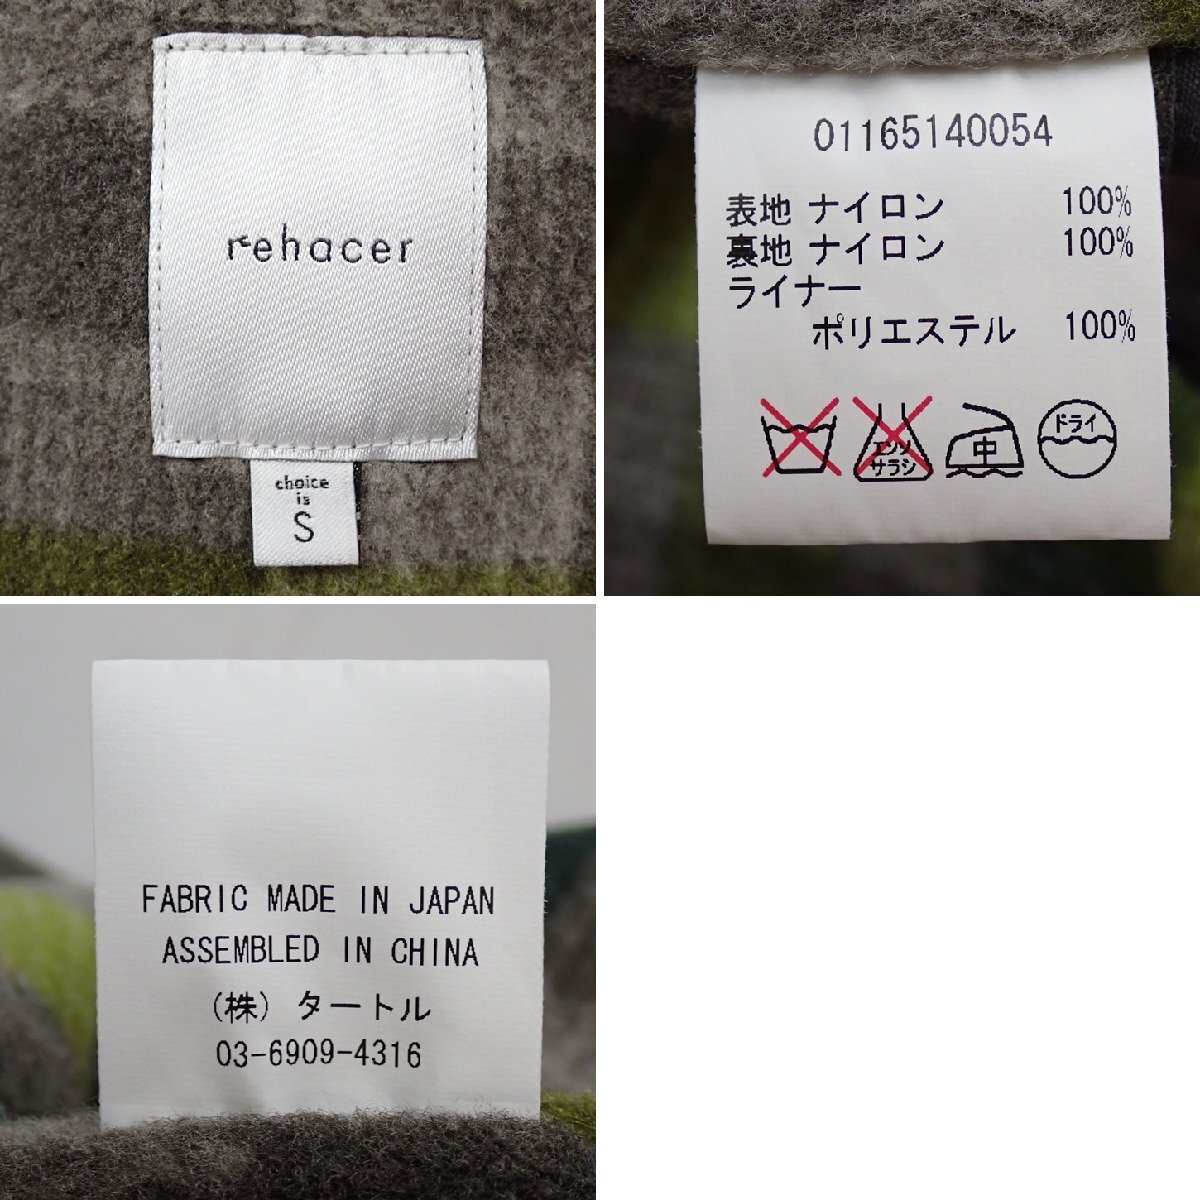 rehacer
choice
is
S
01165140054
表地 ナイロン 100%
裏地 ナイロン 100%
ライナー
ポリエステル 100%
エンソ
サラシ
中
ドライ
FABRIC MADE IN JAPAN
ASSEMBLED IN CHINA
(株) タートル
03-6909-4316